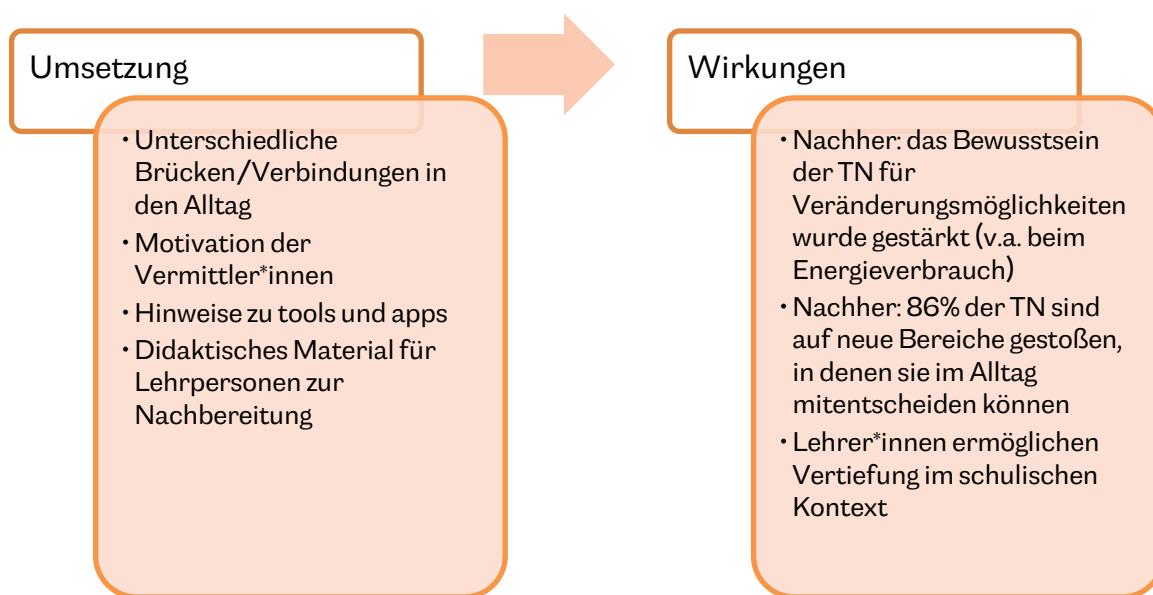 Umsetzung
• Unterschiedliche
Brücken/Verbindungen in
den Alltag
• Motivation der
Vermittler*innen
• Hinweise zu tools und apps
• Didaktisches Material für
Lehrpersonen zur
Nachbereitung
Wirkungen
• Nachher: das Bewusstsein
der TN für
Veränderungsmöglichkeiten
wurde gestärkt (v.a. beim
Energieverbrauch)
• Nachher: 86% der TN sind
auf neue Bereiche gestoßen,
in denen sie im Alltag
mitentscheiden können
• Lehrer*innen ermöglichen
Vertiefung im schulischen
Kontext